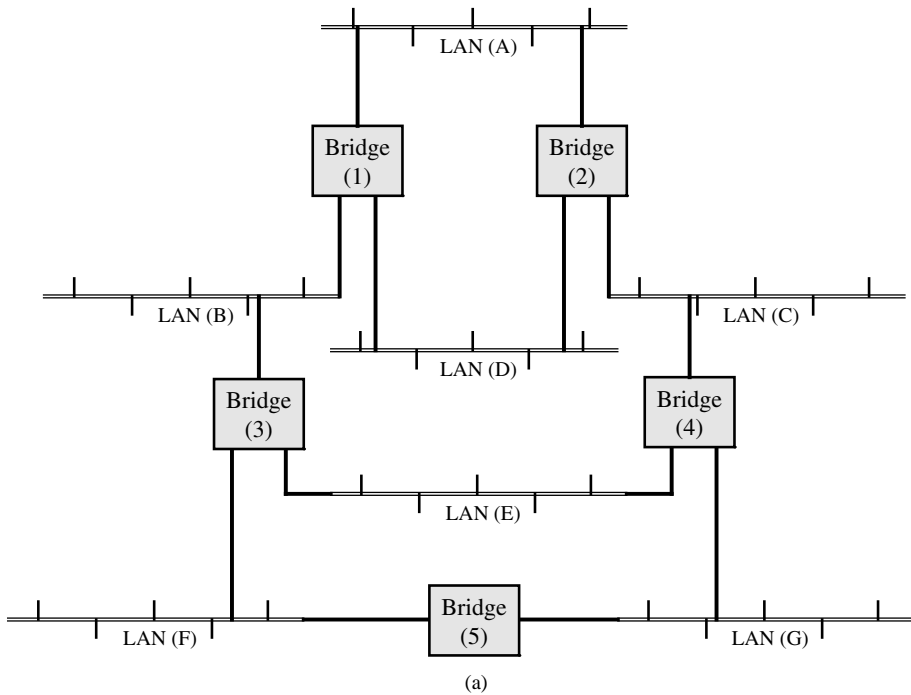 LAN (A)
Bridge
(1)
Bridge
(2)
LAN (B)
LAN (C)
LAN (D)
Bridge
(3)
Bridge
(4)
LAN (E)
Bridge
(5)
LAN (F)
LAN (G)
(a)